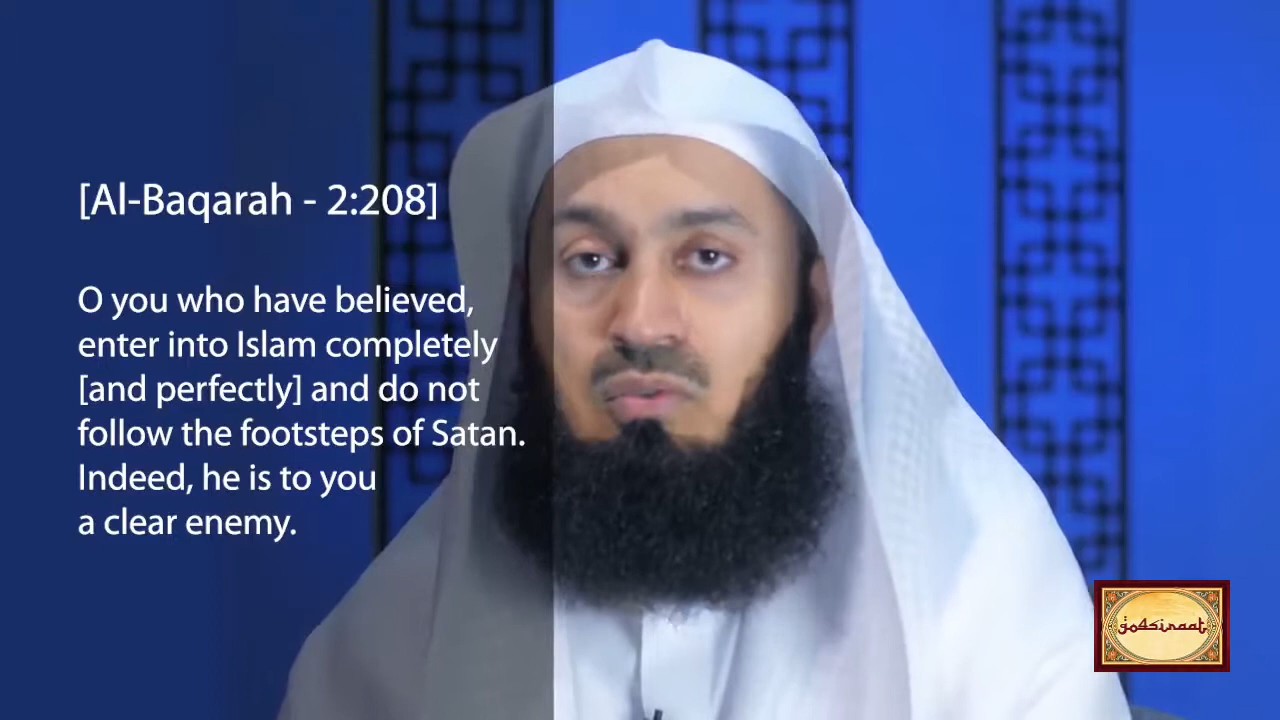 [Al-Baqarah - 2:208]
O you who have believed,
enter into Islam completely
[and perfectly] and do not
follow the footsteps of Satan.
Indeed, he is to you
a clear enemy.
godsiraat